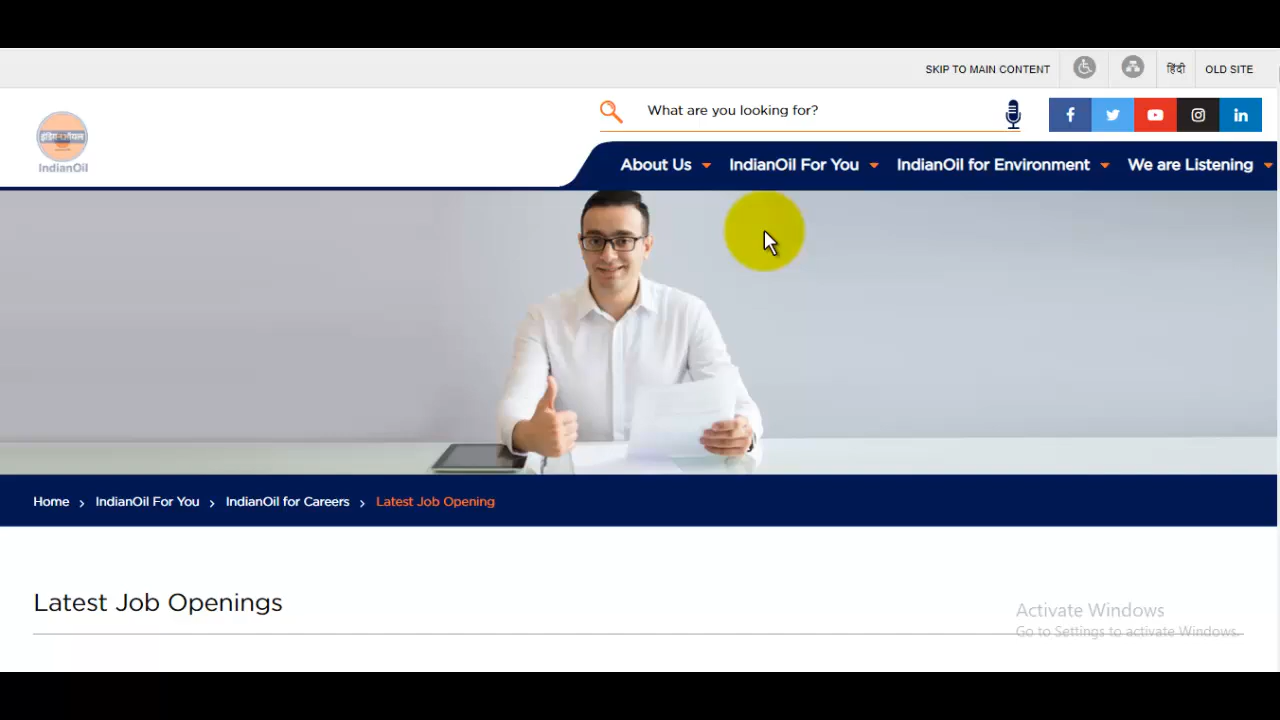 SKIP TO MAIN CONTENT
हिंदी
OLD SITE
What are you looking for?
इंडियनऑयल
IndianOil
About Us
IndianOil For You
IndianOil for Environment
We are Listening
Home > IndianOil For You > IndianOil for Careers > Latest Job Opening
Latest Job Openings
Activate Windows
Go to Settings to activate Windows.